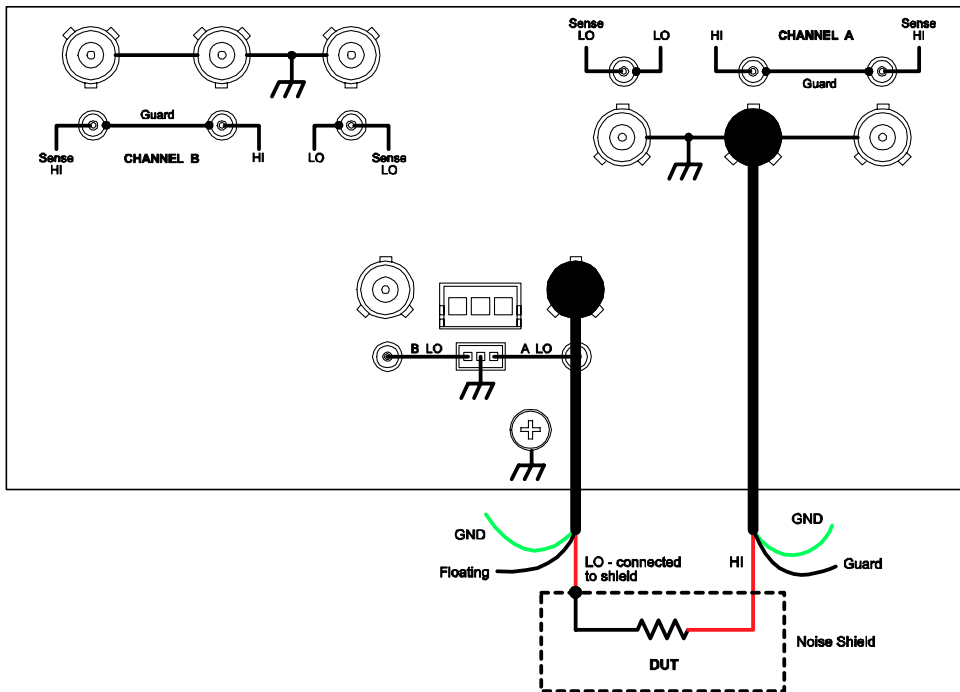 Sense
LO
LO
HI
CHANNEL A
Sense
HI
Guard
Guard
Sense
HI
CHANNEL B
HI
LO
Sense
LO
B LO
A LO
GND
Floating
LO - connected
to shield
HI
GND
Guard
Noise Shield
DUT